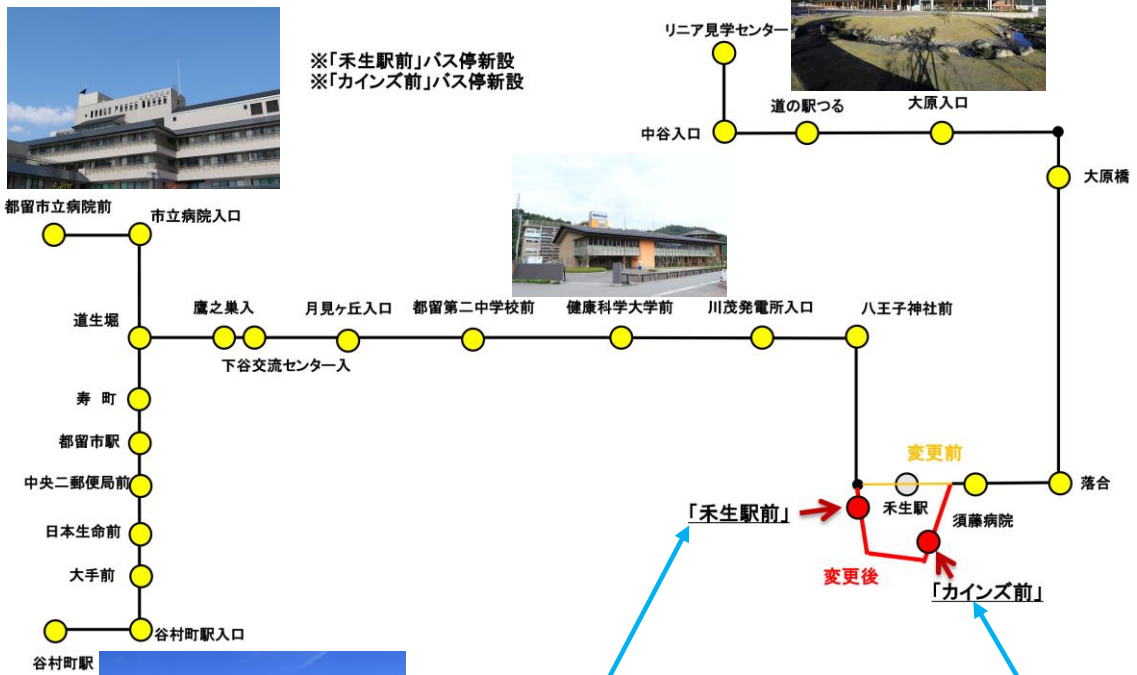 リニア見学センター
※｢禾生駅前｣バス停新設
※｢カインズ前｣バス停新設
道の駅つる
大原入口
中谷入口
大原橋
都留市立病院前
市立病院入口
鷹之巣入
月見ヶ丘入口
都留第二中学校前
健康科学大学前
川茂発電所入口
八王子神社前
道生堀
下谷交流センター入
寿 町
都留市駅
変更前
中央二郵便局前
禾生駅
落合
｢禾生駅前｣
須藤病院
日本生命前
大手前
変更後
｢カインズ前｣
谷村町駅入口
谷村町駅